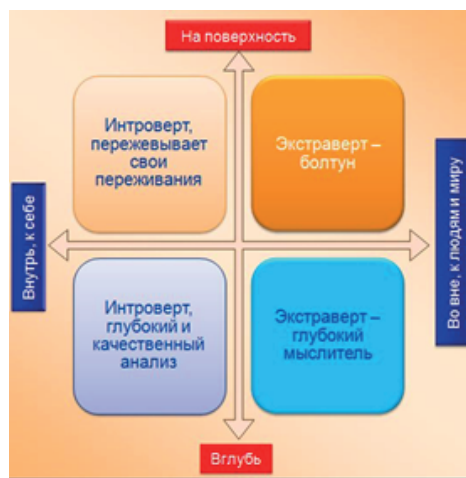 На поверхность
Интроверт,
пережевывает
свои
переживания
Экстраверт –
болтун
Внутрь, к себе
Во вне, к людям и миру
Интроверт,
глубокий и
качественный
анализ
Экстраверт –
глубокий
мыслитель
Вглубь